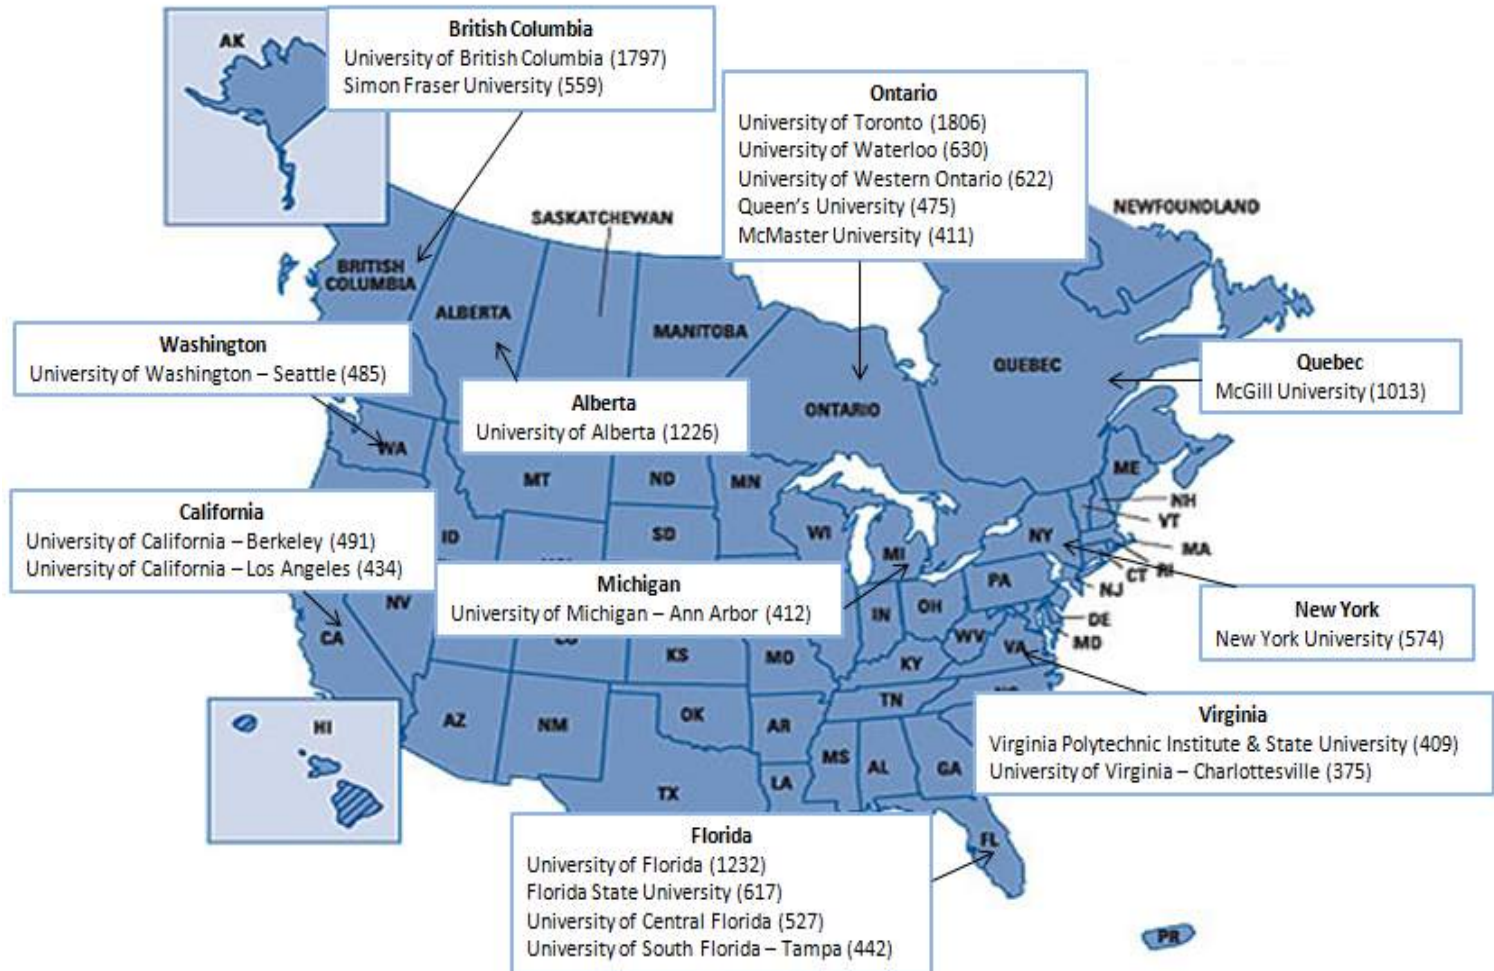 AK
British Columbia
University of British Columbia (1797)
Simon Fraser University (559)
Ontario
University of Toronto (1806)
University of Waterloo (630)
University of Western Ontario (622)
Queen's University (475)
McMaster University (411)
SASKATCHEWAN
NEWFOUNDLAND
BRITISH
COLUMBIA
ALBERTA
MANITOBA
QUEBEC
ONTARIO
Washington
University of Washington – Seattle (485)
Alberta
University of Alberta (1226)
Quebec
McGill University (1013)
WA
MT
ND
MN
ME
NH
VT
MA
RI
CT
NJ
DE
MD
California
University of California – Berkeley (491)
University of California – Los Angeles (434)
ID
SD
WI
MI
NY
PA
Michigan
University of Michigan – Ann Arbor (412)
New York
New York University (574)
NV
CA
IN
OH
WV
VA
KS
MO
KY
TN
Virginia
Virginia Polytechnic Institute & State University (409)
University of Virginia – Charlottesville (375)
HI
AZ
NM
OK
AR
MS
AL
GA
TX
LA
Florida
University of Florida (1232)
Florida State University (617)
University of Central Florida (527)
University of South Florida – Tampa (442)
FL
PR